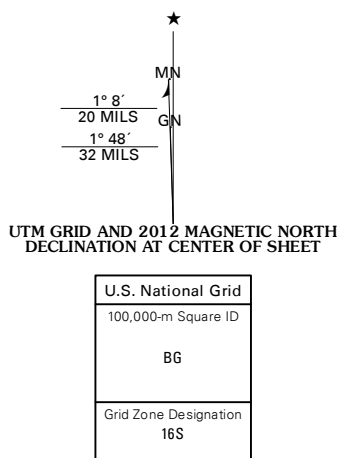 ★
MN
1° 8´
20 MILS
GN
1° 48´
32 MILS
UTM GRID AND 2012 MAGNETIC NORTH
DECLINATION AT CENTER OF SHEET
U.S. National Grid
100,000-m Square ID
BG
Grid Zone Designation
16S